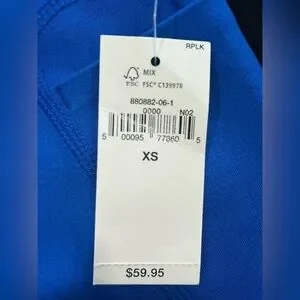 RPLK
MIX
FSC FSC® C139978
880882-06-1
0000 N02
5 00095 77860 5
XS
$59.95